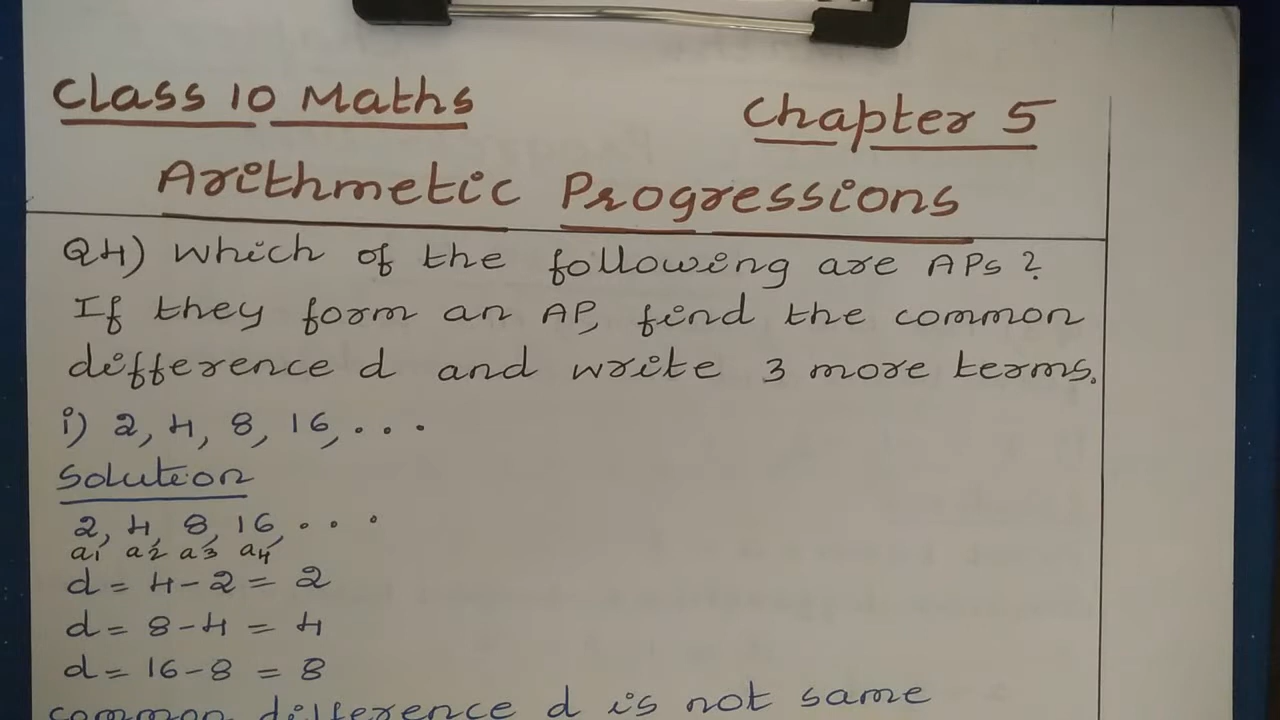 Class 10 Maths Chapter 5
Arithmetic Progressions
Q4) Which of the following are APs?
If they form an AP, find the common
difference d and write 3 more terms.
i) 2, 4, 8, 16, . . .
Solution
2, 4, 8, 16, . . .
a1 a2 a3 a4
d = 4 - 2 = 2
d = 8 - 4 = 4
d = 16 - 8 = 8
common difference d is not same